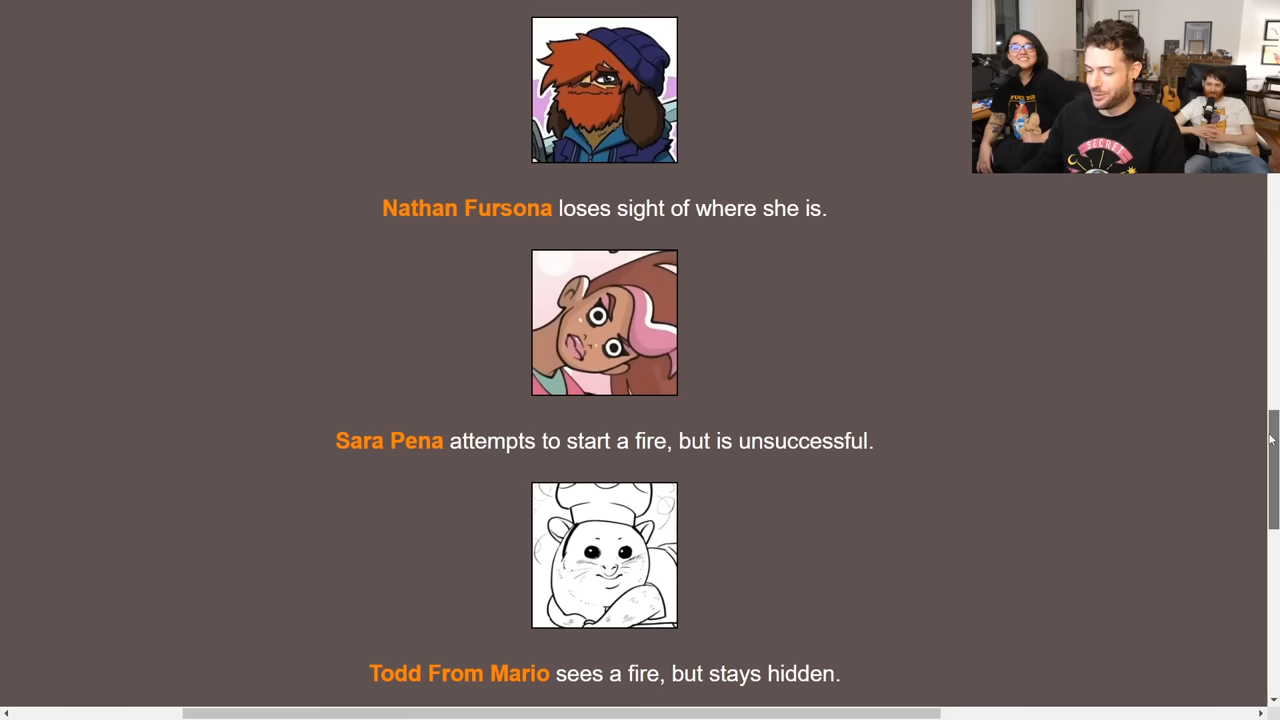 SECRET
Nathan Fursona loses sight of where she is.
Sara Pena attempts to start a fire, but is unsuccessful.
Todd From Mario sees a fire, but stays hidden.